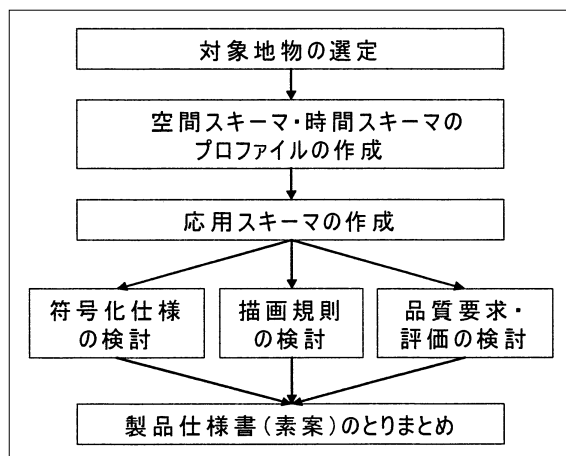 対象地物の選定
空間スキーマ・時間スキーマの
プロファイルの作成
応用スキーマの作成
符号化仕様
の検討
描画規則
の検討
品質要求・
評価の検討
製品仕様書(素案)のとりまとめ